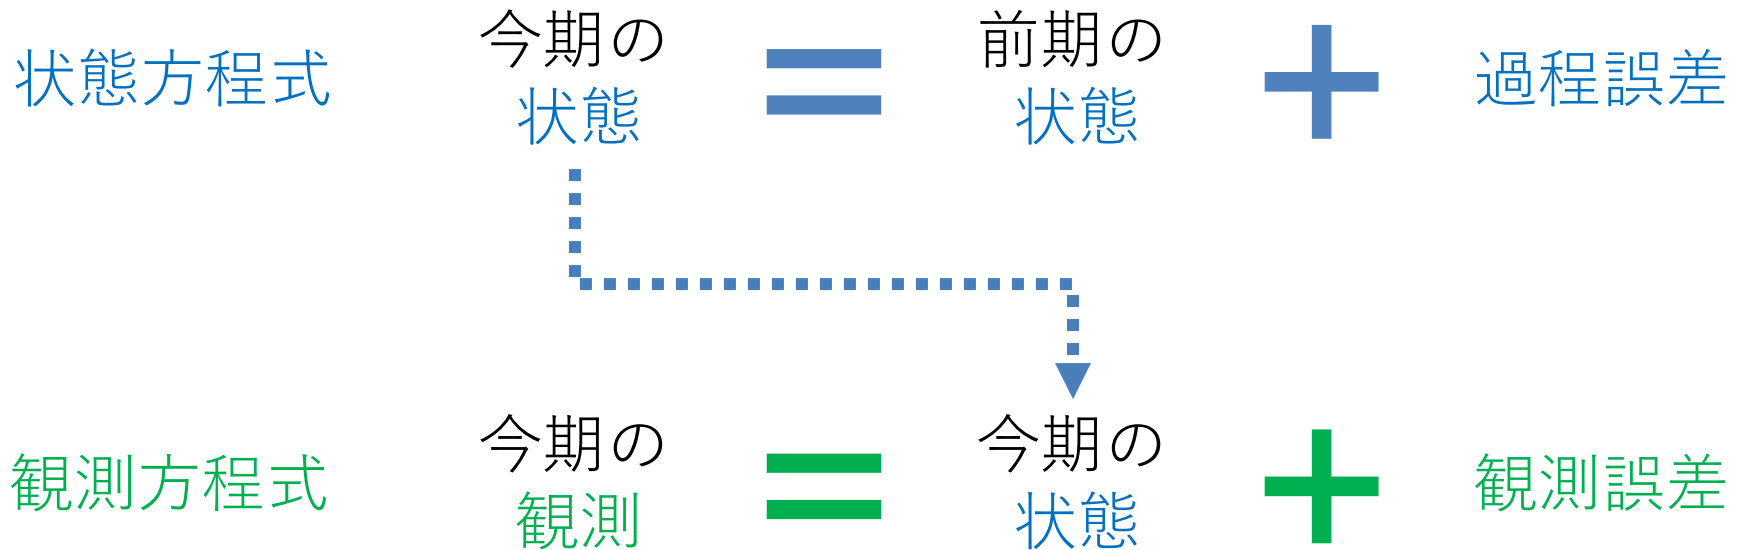 状態方程式
今期の
状態
=
前期の
状態
+
過程誤差
観測方程式
今期の
観測
=
今期の
状態
+
観測誤差